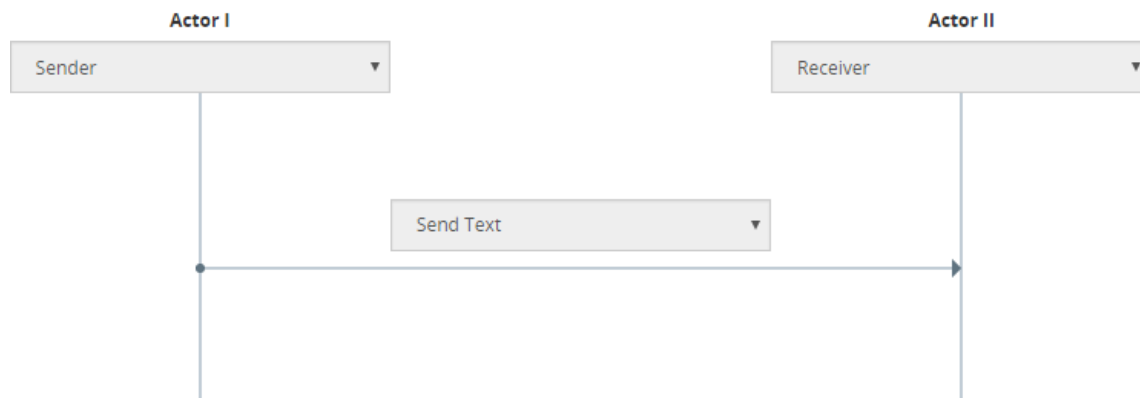 Actor I
Actor II
Sender
Receiver
Send Text